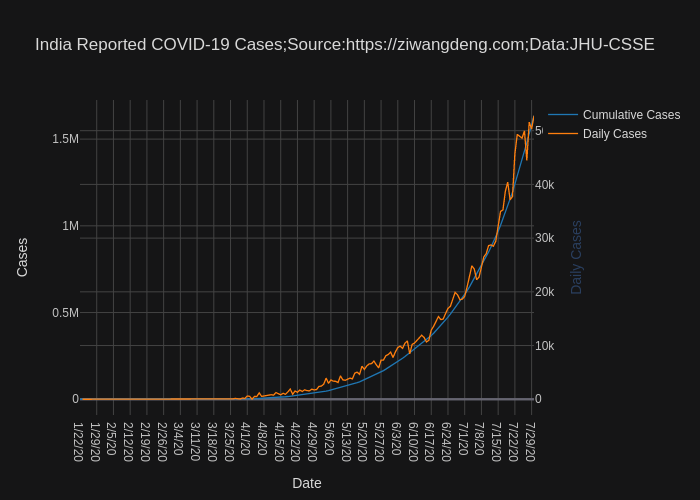 India Reported COVID-19 Cases;Source:https://ziwangdeng.com;Data:JHU-CSSE
Cumulative Cases
Daily Cases
1.5M
1M
0.5M
0
Cases
40k
30k
20k
10k
0
Daily Cases
1/22/20
1/29/20
2/5/20
2/12/20
2/19/20
2/26/20
3/4/20
3/11/20
3/18/20
3/25/20
4/1/20
4/8/20
4/15/20
4/22/20
4/29/20
5/6/20
5/13/20
5/20/20
5/27/20
6/3/20
6/10/20
6/17/20
6/24/20
7/1/20
7/8/20
7/15/20
7/22/20
7/29/20
Date